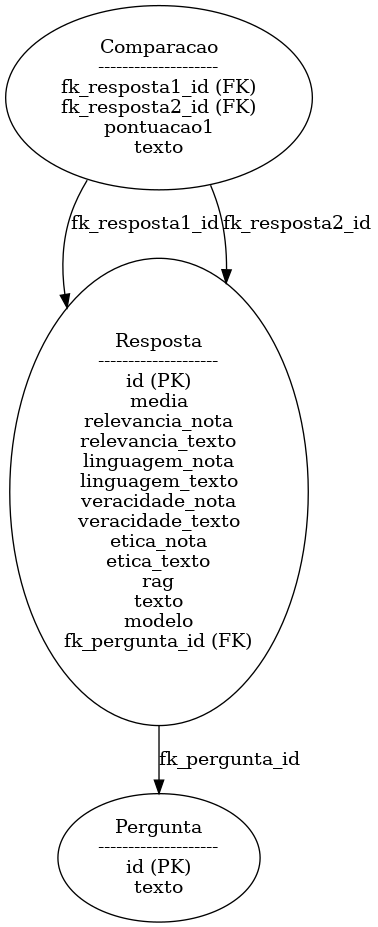 Comparacao
--------------------
fk_resposta1_id (FK)
fk_resposta2_id (FK)
pontuacao1
texto
fk_resposta1_id
fk_resposta2_id
Resposta
--------------------
id (PK)
media
relevancia_nota
relevancia_texto
linguagem_nota
linguagem_texto
veracidade_nota
veracidade_texto
etica_nota
etica_texto
rag
texto
modelo
fk_pergunta_id (FK)
fk_pergunta_id
Pergunta
--------------------
id (PK)
texto